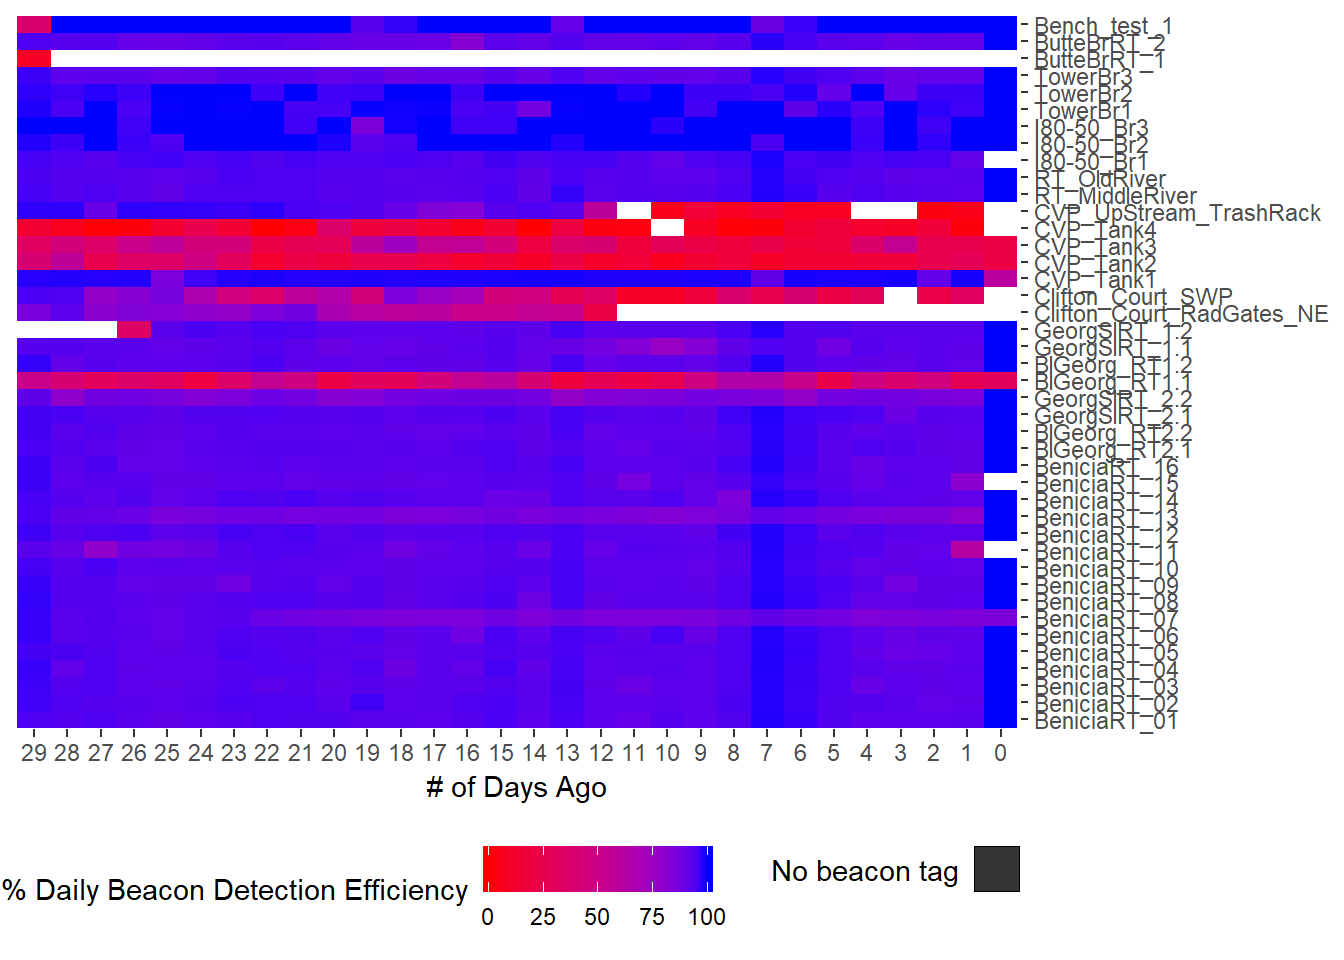 Bench_test_1
ButteBrRT_2
ButteBrRT_1
TowerBr3
TowerBr2
TowerBr1
I80-50_Br3
I80-50_Br2
I80-50_Br1
RT_OldRiver
RT_MiddleRiver
CVP_UpStream_TrashRack
CVP_Tank4
CVP_Tank3
CVP_Tank2
CVP_Tank1
Clifton_Court_SWP
Clifton_Court_RadGates_NE
GeorgSlRT_1.2
GeorgSlRT_1.1
BlGeorg_RT1.2
BlGeorg_RT1.1
GeorgSlRT_2.2
GeorgSlRT_2.1
BlGeorg_RT2.2
BlGeorg_RT2.1
BeniciaRT_16
BeniciaRT_15
BeniciaRT_14
BeniciaRT_13
BeniciaRT_12
BeniciaRT_11
BeniciaRT_10
BeniciaRT_09
BeniciaRT_08
BeniciaRT_07
BeniciaRT_06
BeniciaRT_05
BeniciaRT_04
BeniciaRT_03
BeniciaRT_02
BeniciaRT_01
29 28 27 26 25 24 23 22 21 20 19 18 17 16 15 14 13 12 11 10 9 8 7 6 5 4 3 2 1 0
# of Days Ago
% Daily Beacon Detection Efficiency
0 25 50 75 100
No beacon tag